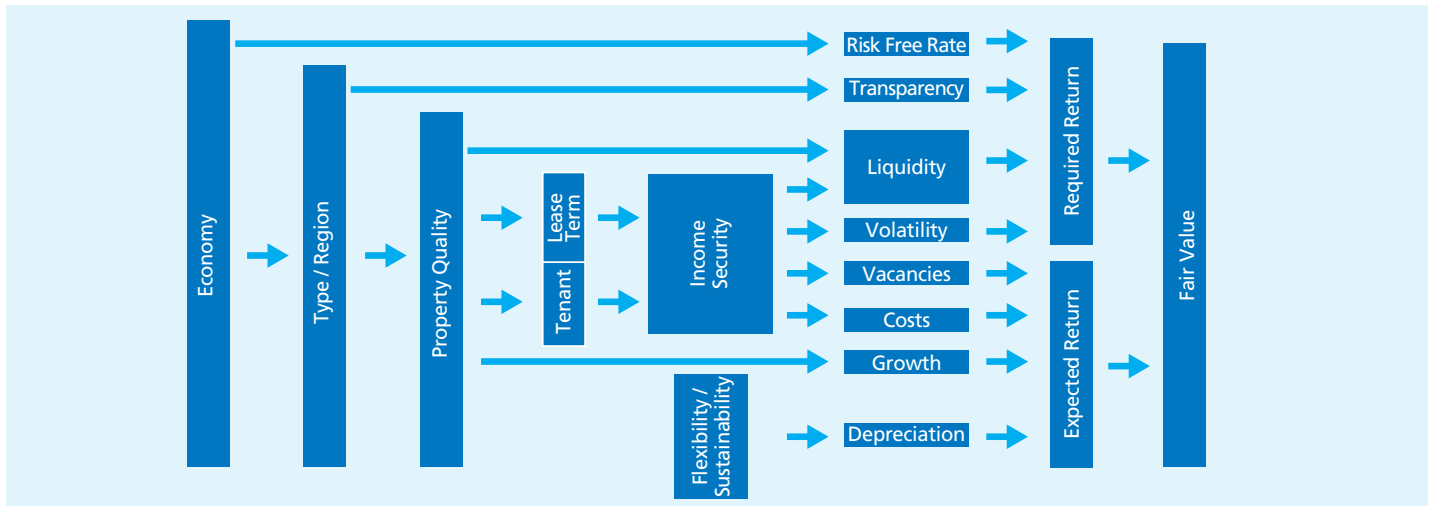 Economy
Type / Region
Property Quality
Lease
Term
Tenant
Income
Security
Flexibility /
Sustainability
Risk Free Rate
Transparency
Liquidity
Volatility
Vacancies
Costs
Growth
Depreciation
Required Return
Expected Return
Fair Value